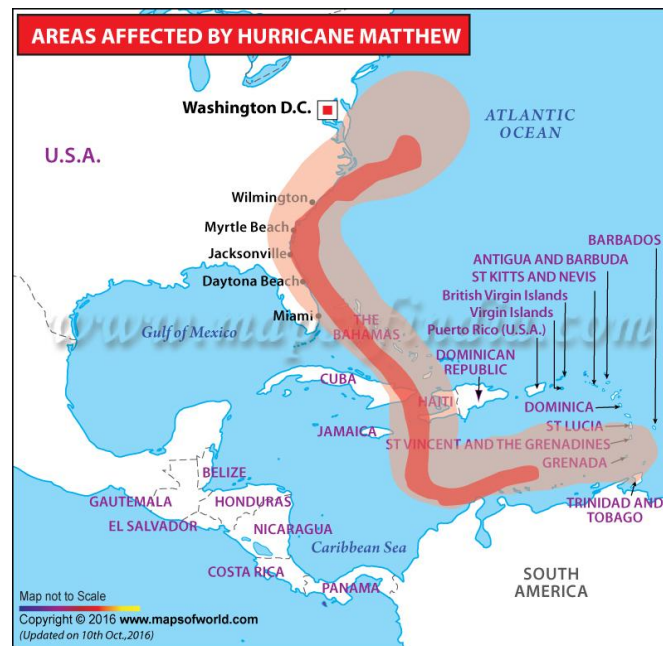 AREAS AFFECTED BY HURRICANE MATTHEW
Washington D.C.
ATLANTIC
OCEAN
U.S.A.
Wilmington
Myrtle Beach
Jacksonville
Daytona Beach
Miami
BARBADOS
ANTIGUA AND BARBUDA
ST KITTS AND NEVIS
British Virgin Islands
Virgin Islands
Puerto Rico (U.S.A.)
Gulf of Mexico
THE
BAHAMAS
DOMINICAN
REPUBLIC
CUBA
HAITI
DOMINICA
JAMAICA
ST LUCIA
ST VINCENT AND THE GRENADINES
GRENADA
BELIZE
GAUTEMALA
HONDURAS
TRINIDAD AND
TOBAGO
EL SALVADOR
NICARAGUA
Caribbean Sea
COSTA RICA
PANAMA
SOUTH
AMERICA
Map not to Scale
Copyright © 2016 www.mapsofworld.com
(Updated on 10th Oct.,2016)